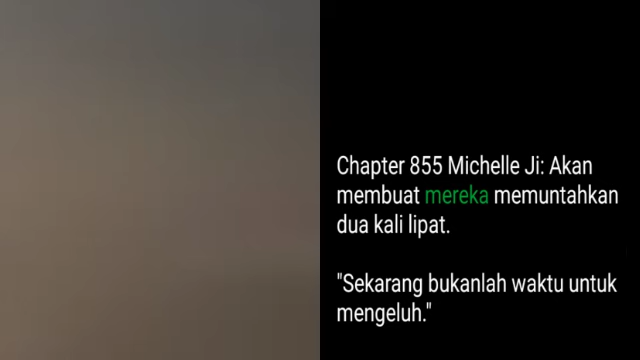 Chapter 855 Michelle Ji: Akan
membuat mereka memuntahkan
dua kali lipat.
"Sekarang bukanlah waktu untuk
mengeluh."